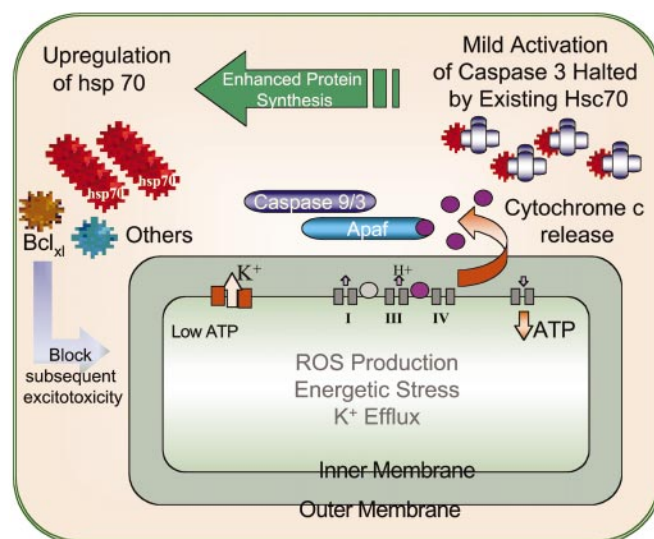 Upregulation
of hsp 70
Enhanced Protein
Synthesis
Mild Activation
of Caspase 3 Halted
by Existing Hsc70
hsp70
hsp70
Bclxl
Others
Caspase 9/3
Apaf
Cytochrome c
release
K+
H+
I
III
IV
Low ATP
ATP
Block
subsequent
excitotoxicity
ROS Production
Energetic Stress
K+ Efflux
Inner Membrane
Outer Membrane